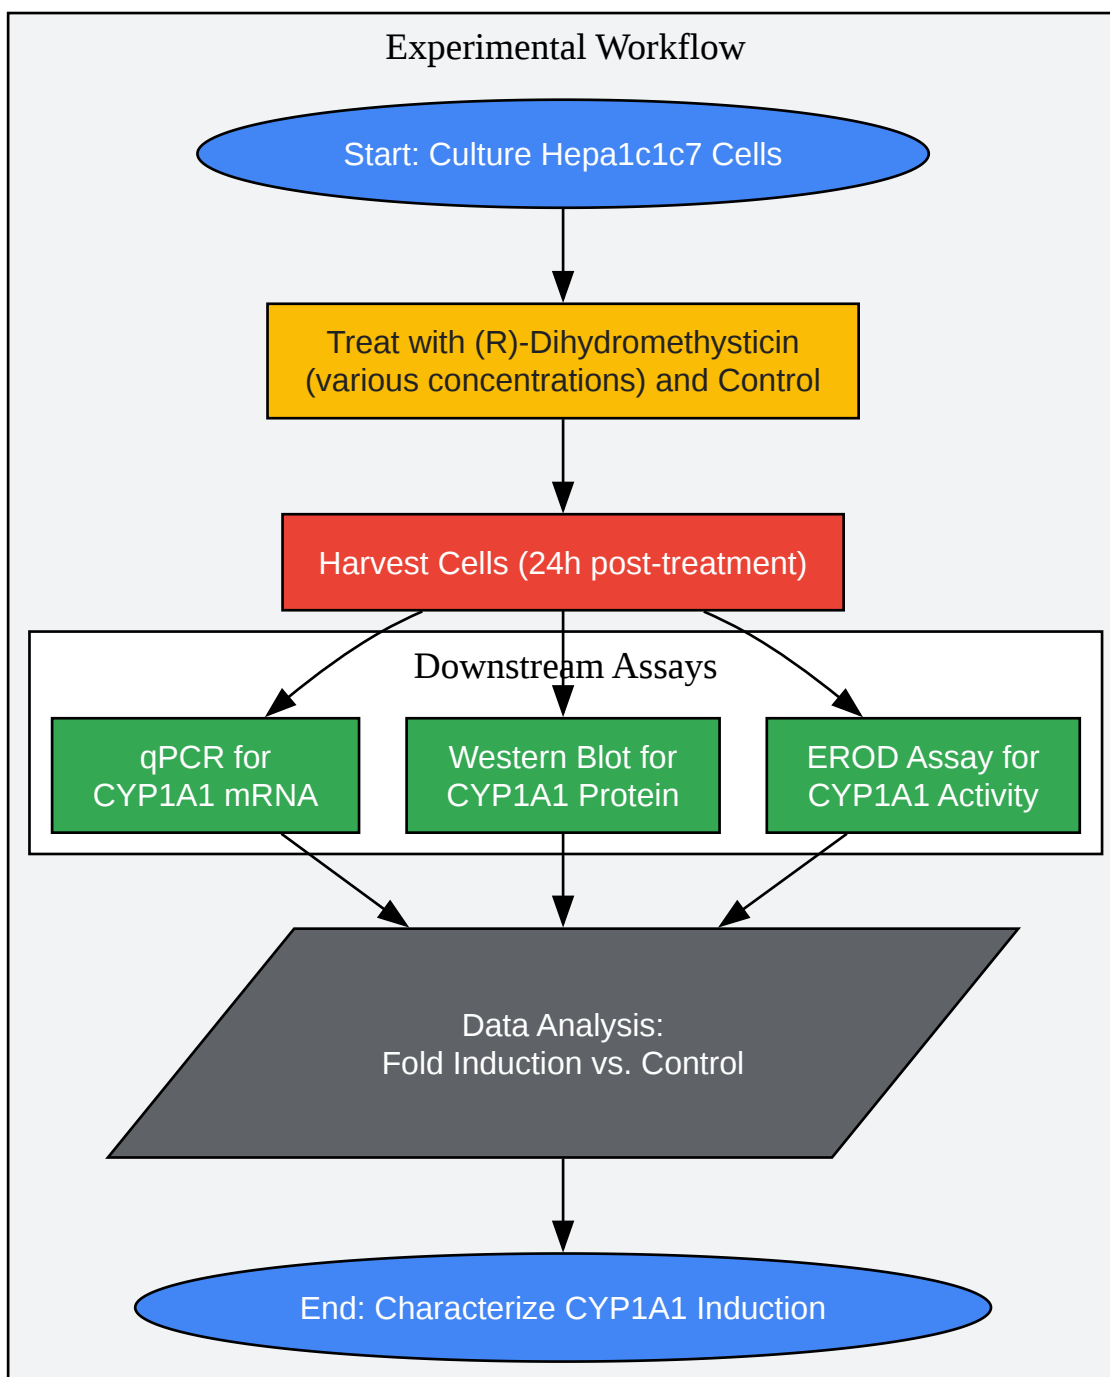 Experimental Workflow
Start: Culture Hepa1c1c7 Cells
Treat with (R)-Dihydromethysticin
(various concentrations) and Control
Harvest Cells (24h post-treatment)
Downstream Assays
qPCR for
CYP1A1 mRNA
Western Blot for
CYP1A1 Protein
EROD Assay for
CYP1A1 Activity
Data Analysis:
Fold Induction vs. Control
End: Characterize CYP1A1 Induction